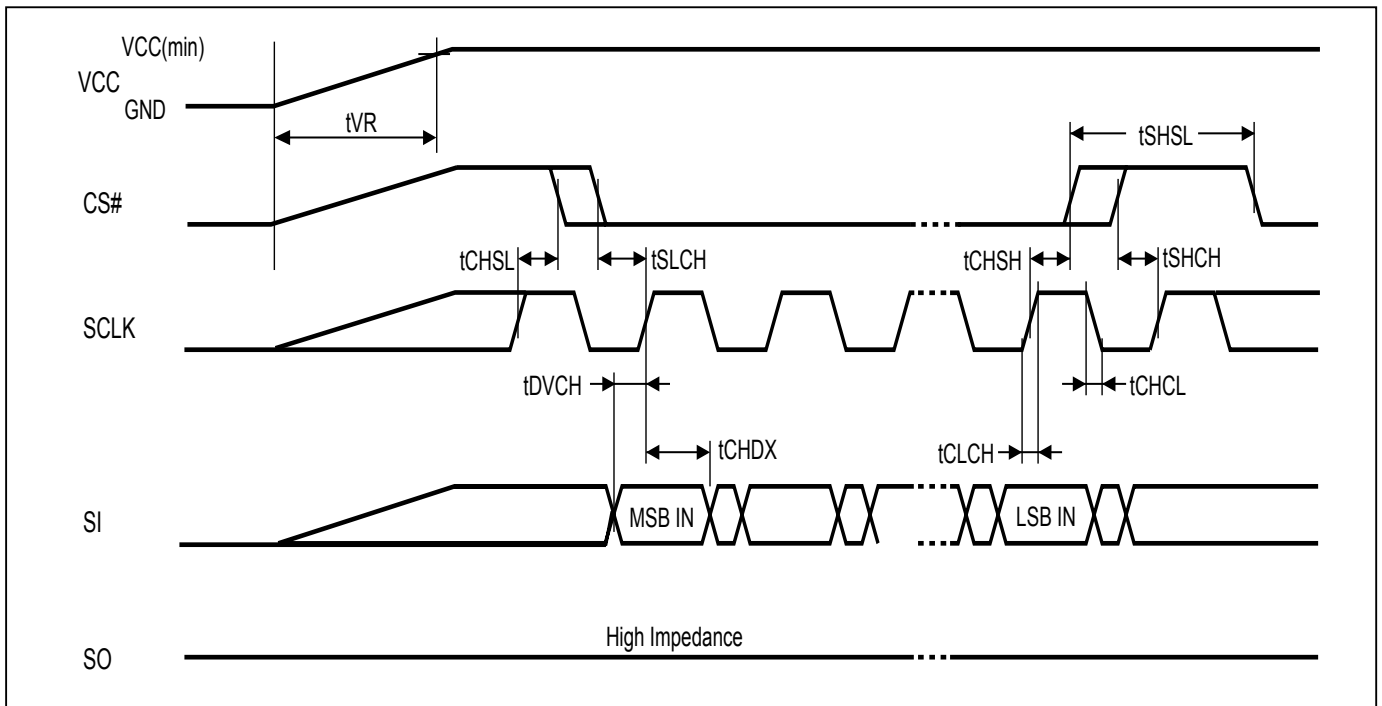 VCC(min)
VCC
GND
tVR
tSHSL
CS#
tCHSL
tSLCH
tCHSH
tSHCH
SCLK
tDVCH
tCHCL
tCHDX
tCLCH
SI
MSB IN
LSB IN
High Impedance
SO